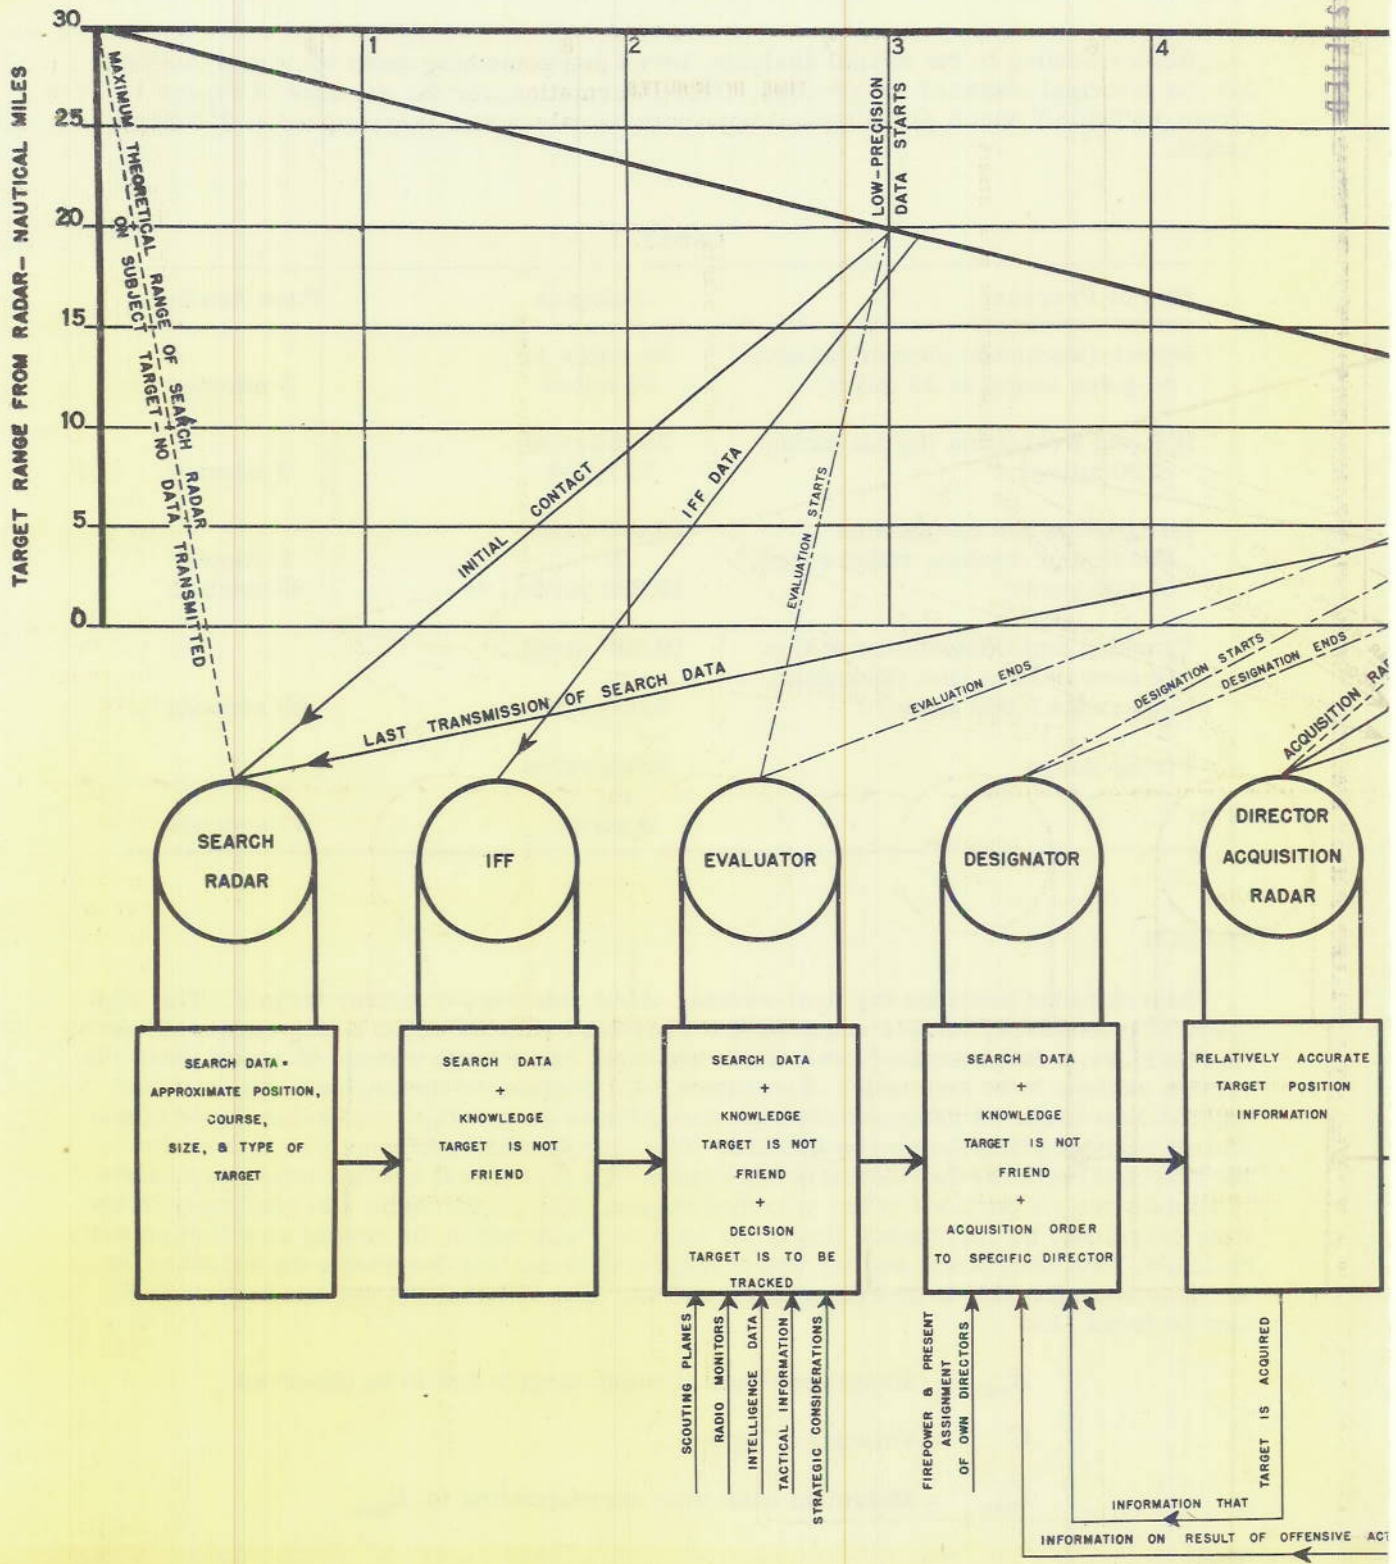 TARGET RANGE FROM RADAR— NAUTICAL MILES
30
25
20
15
10
5
0
1
2
3
4
TIME IN MINUTES
MAXIMUM THEORETICAL RANGE OF SEARCH RADAR
ON SUBJECT TARGET - NO DATA TRANSMITTED
LOW-PRECISION
DATA STARTS
INITIAL CONTACT
IFF DATA
EVALUATION STARTS
LAST TRANSMISSION OF SEARCH DATA
EVALUATION ENDS
DESIGNATION STARTS
DESIGNATION ENDS
ACQUISITION
SEARCH
RADAR
IFF
EVALUATOR
DESIGNATOR
DIRECTOR
ACQUISITION
RADAR
SEARCH DATA =
APPROXIMATE POSITION,
COURSE,
SIZE, & TYPE OF
TARGET
SEARCH DATA
+
KNOWLEDGE
TARGET IS NOT
FRIEND
SEARCH DATA
+
KNOWLEDGE
TARGET IS NOT
FRIEND
+
DECISION
TARGET IS TO BE
TRACKED
SEARCH DATA
+
KNOWLEDGE
TARGET IS NOT
FRIEND
+
ACQUISITION ORDER
TO SPECIFIC DIRECTOR
RELATIVELY ACCURATE
TARGET POSITION
INFORMATION
SCOUTING PLANES
RADIO MONITORS
INTELLIGENCE DATA
TACTICAL INFORMATION
STRATEGIC CONSIDERATIONS
FIREPOWER & PRESENT
ASSIGNMENT
OF OWN DIRECTORS
TARGET IS ACQUIRED
INFORMATION THAT
INFORMATION ON RESULT OF OFFENSIVE